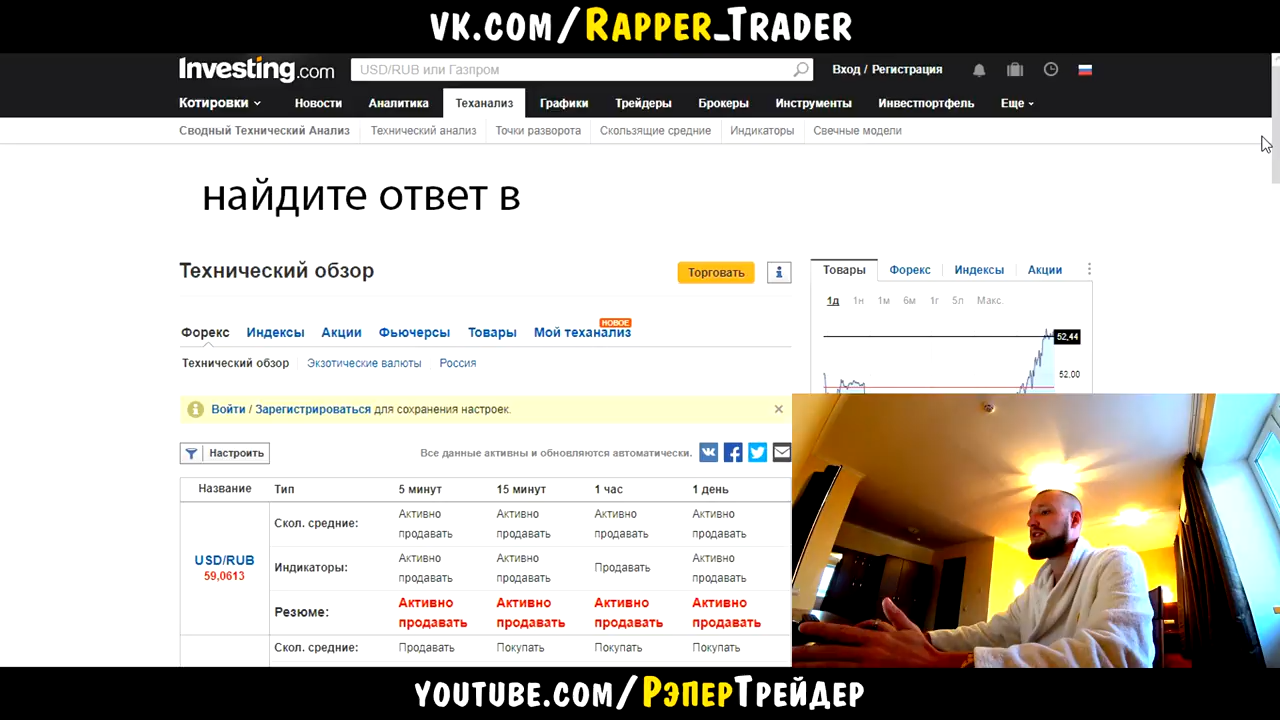 vk.com/Rapper_Trader
Investing.com
USD/RUB или Газпром
Вход / Регистрация
Котировки Новости Аналитика Теханализ Графики Трейдеры Брокеры Инструменты Инвестпортфель Еще
Сводный Технический Анализ Технический анализ Точки разворота Скользящие средние Индикаторы Свечные модели
найдите ответ в
Технический обзор
Торговать
Товары Форекс Индексы Акции
1д 1н 1м 6м 1г 5л Макс.
НОВОЕ
Форекс Индексы Акции Фьючерсы Товары Мой теханализ
52,44
Технический обзор Экзотические валюты Россия
52,00
Войти / Зарегистрироваться для сохранения настроек.
Настроить
Все данные активны и обновляются автоматически.
Название Тип 5 минут 15 минут 1 час 1 день
Скол. средние: Активно продавать Активно продавать Активно продавать Активно продавать
USD/RUB
59,0613
Индикаторы: Активно продавать Активно продавать Продавать Активно продавать
Резюме: Активно продавать Активно продавать Активно продавать Активно продавать
Скол. средние: Продавать Покупать Покупать Покупать
youtube.com/РэперТрейдер